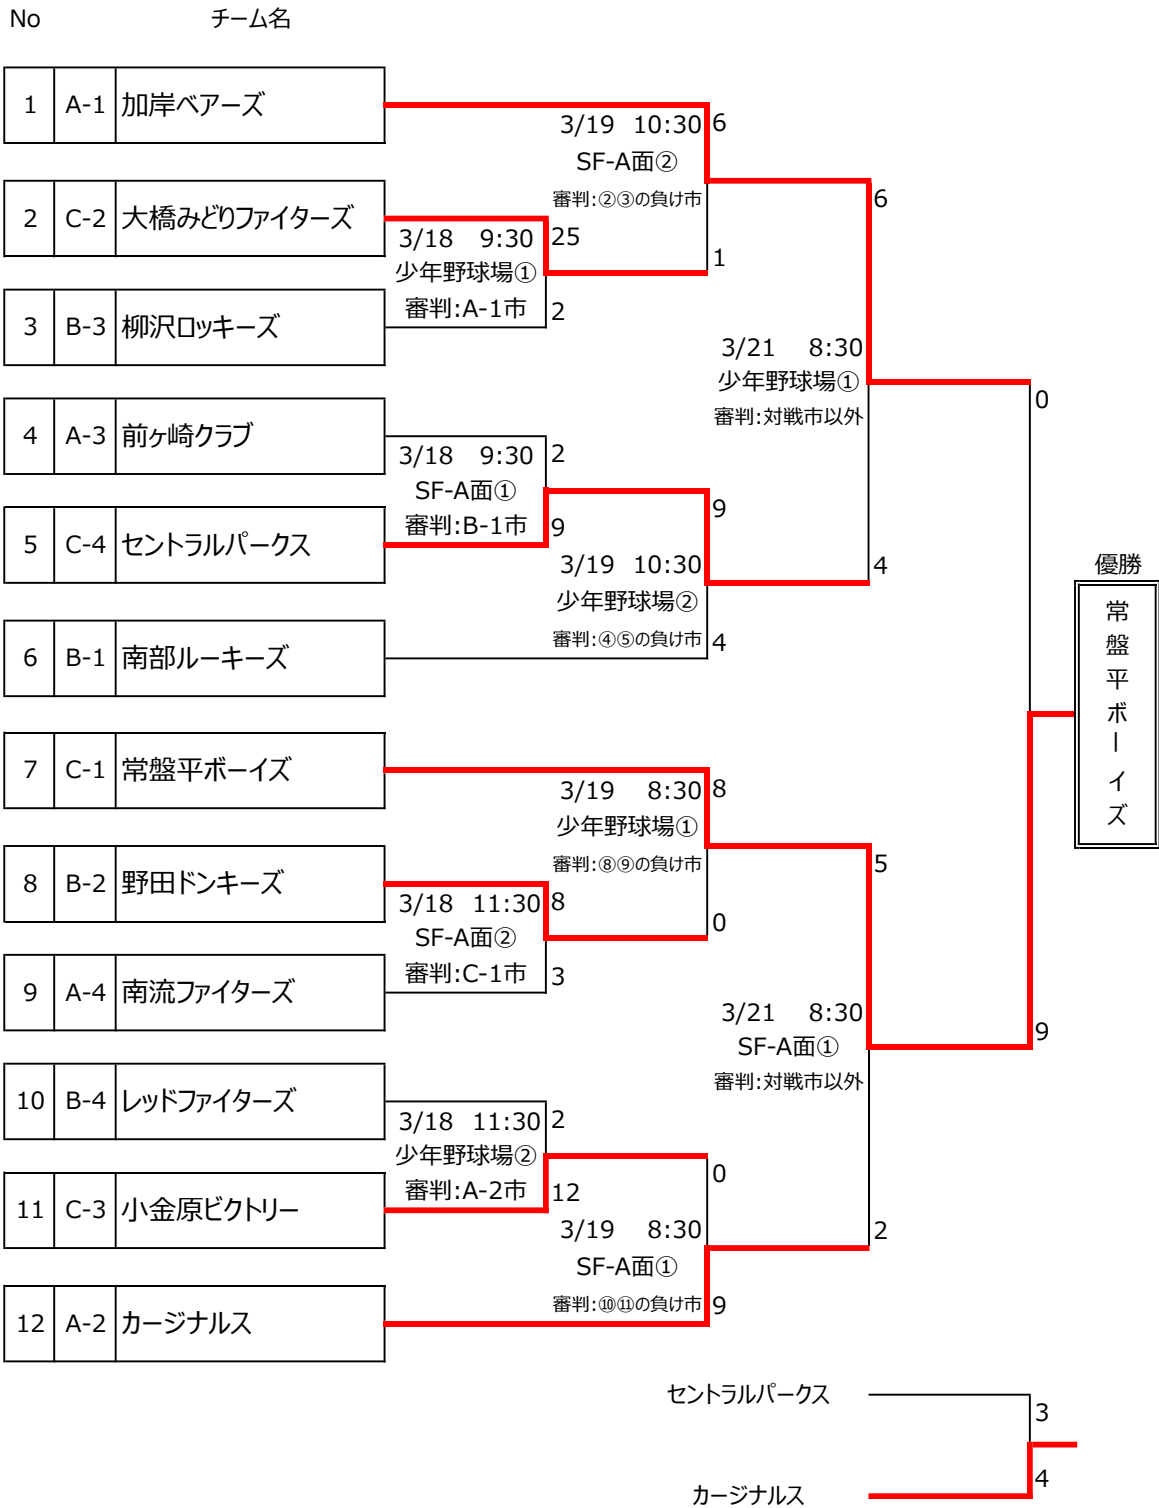 No チーム名
1 A-1 加岸ベアーズ
3/19 10:30 6
SF-A面②
審判:②③の負け市
6
2 C-2 大橋みどりファイターズ
3/18 9:30 25
少年野球場①
1
審判:A-1市 2
3 B-3 柳沢ロッキーズ
3/21 8:30
少年野球場①
0
審判:対戦市以外
4 A-3 前ヶ崎クラブ
3/18 9:30 2
SF-A面①
9
審判:B-1市 9
5 C-4 セントラルパークス
3/19 10:30 4
優勝
少年野球場②
審判:④⑤の負け市 4
6 B-1 南部ルーキーズ
常盤平ボーイズ
7 C-1 常盤平ボーイズ
3/19 8:30 8
少年野球場①
審判:⑧⑨の負け市 5
8 B-2 野田ドンキーズ
3/18 11:30 8
0
SF-A面②
審判:C-1市 3
9 A-4 南流ファイターズ
3/21 8:30
9
SF-A面①
審判:対戦市以外
10 B-4 レッドファイターズ
3/18 11:30 2
少年野球場②
0
審判:A-2市 12
11 C-3 小金原ビクトリー
3/19 8:30 2
SF-A面①
審判:⑩⑪の負け市 9
12 A-2 カージナルス
セントラルパークス
3
4
カージナルス